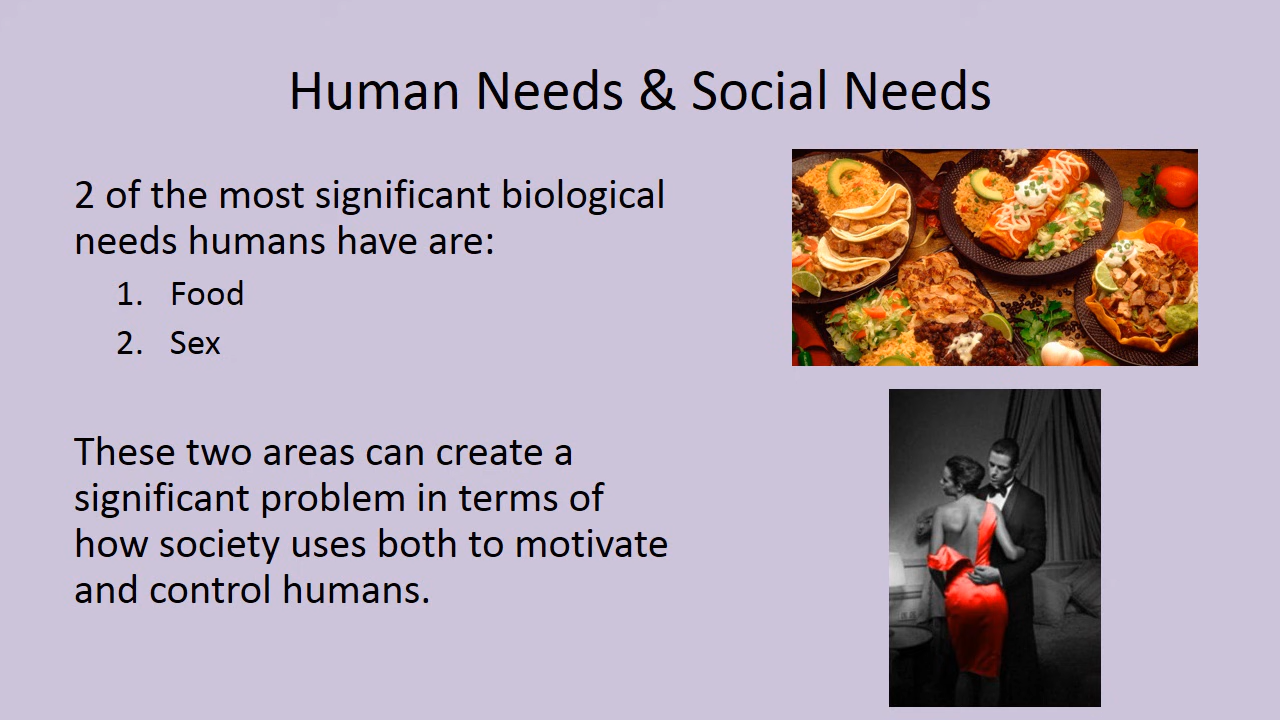 Human Needs & Social Needs
2 of the most significant biological
needs humans have are:
1. Food
2. Sex
These two areas can create a
significant problem in terms of
how society uses both to motivate
and control humans.